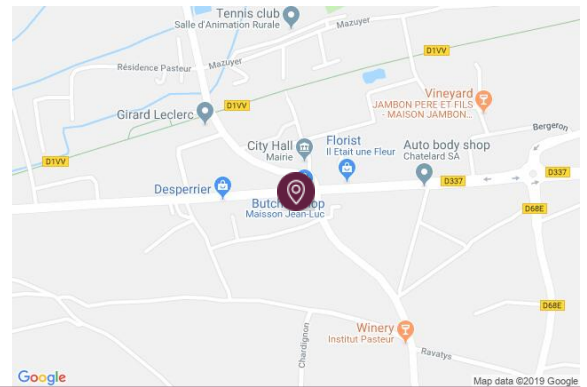 Tennis club
Salle d'Animation Rurale
Mazuyer
Mazuyer
Résidence Pasteur
D1VV
D1VV
D1VV
Girard Leclerc
Vineyard
JAMBON PERE ET FILS
- MAISON JAMBON...
Bergeron
City Hall
Mairie
Florist
Il Etait une Fleur
Auto body shop
Chatelard SA
D337
D337
Desperrier
Maisson Jean-Luc
D68E
D68E
Winery
Institut Pasteur
Chardignon
Ravatys
Google
Map data ©2019 Google